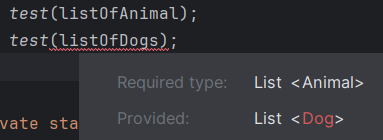 test(listOfAnimal);
test(listOfDogs);
Required type: List <Animal>
Provided: List <Dog>
vate sta